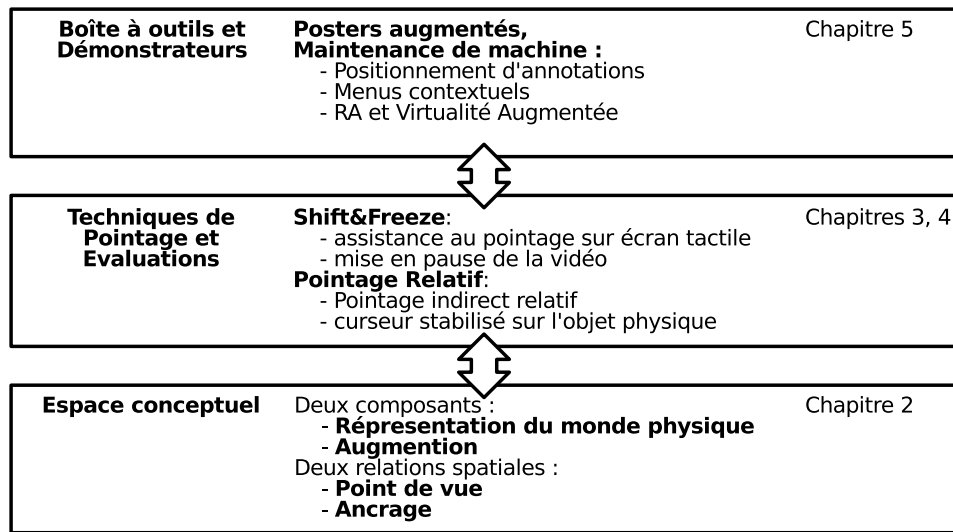 Boîte à outils et
Démonstrateurs
Posters augmentés,
Maintenance de machine :
- Positionnement d'annotations
- Menus contextuels
- RA et Virtualité Augmentée
Chapitre 5
Techniques de
Pointage et
Evaluations
Shift&Freeze:
- assistance au pointage sur écran tactile
- mise en pause de la vidéo
Pointage Relatif:
- Pointage indirect relatif
- curseur stabilisé sur l'objet physique
Chapitres 3, 4
Espace conceptuel
Deux composants :
- Répresentation du monde physique
- Augmention
Deux relations spatiales :
- Point de vue
- Ancrage
Chapitre 2